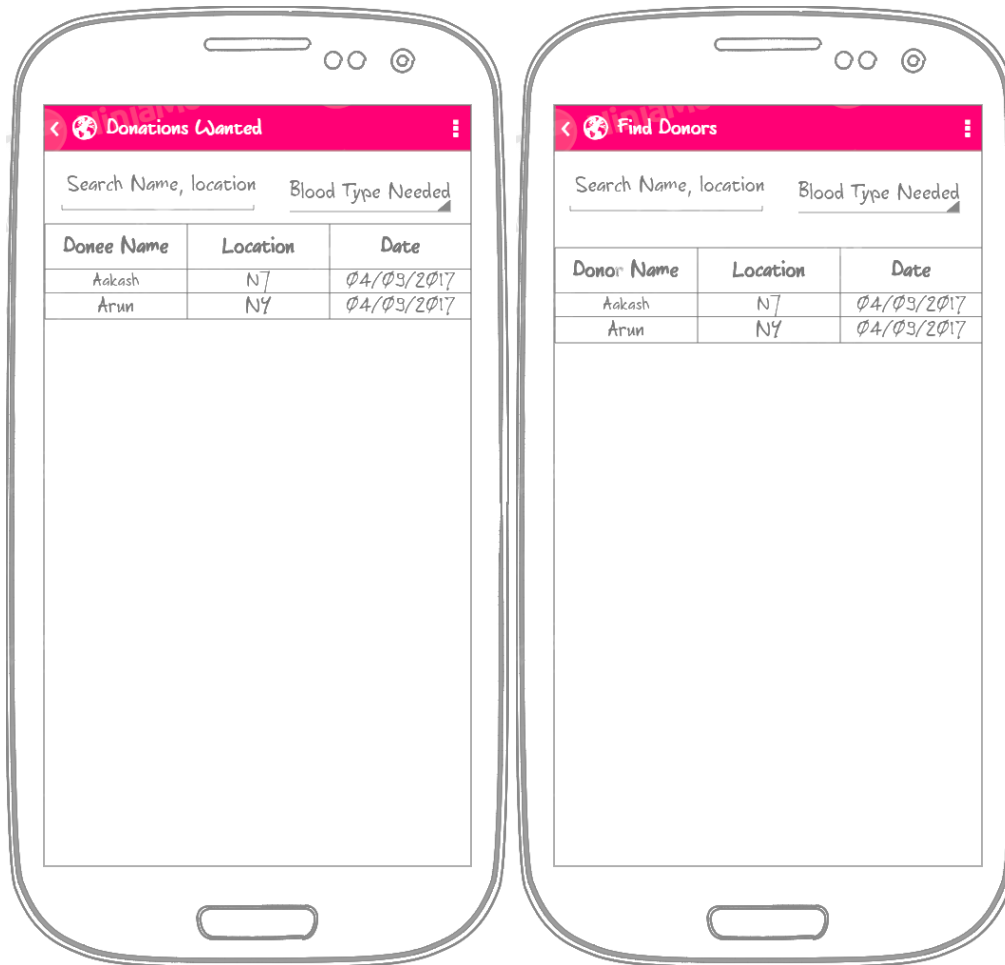 Donations Wanted
Search Name, location Blood Type Needed
Donee Name Location Date
Aakash NJ 04/09/2017
Arun NY 04/09/2017
Find Donors
Search Name, location Blood Type Needed
Donor Name Location Date
Aakash NJ 04/09/2017
Arun NY 04/09/2017